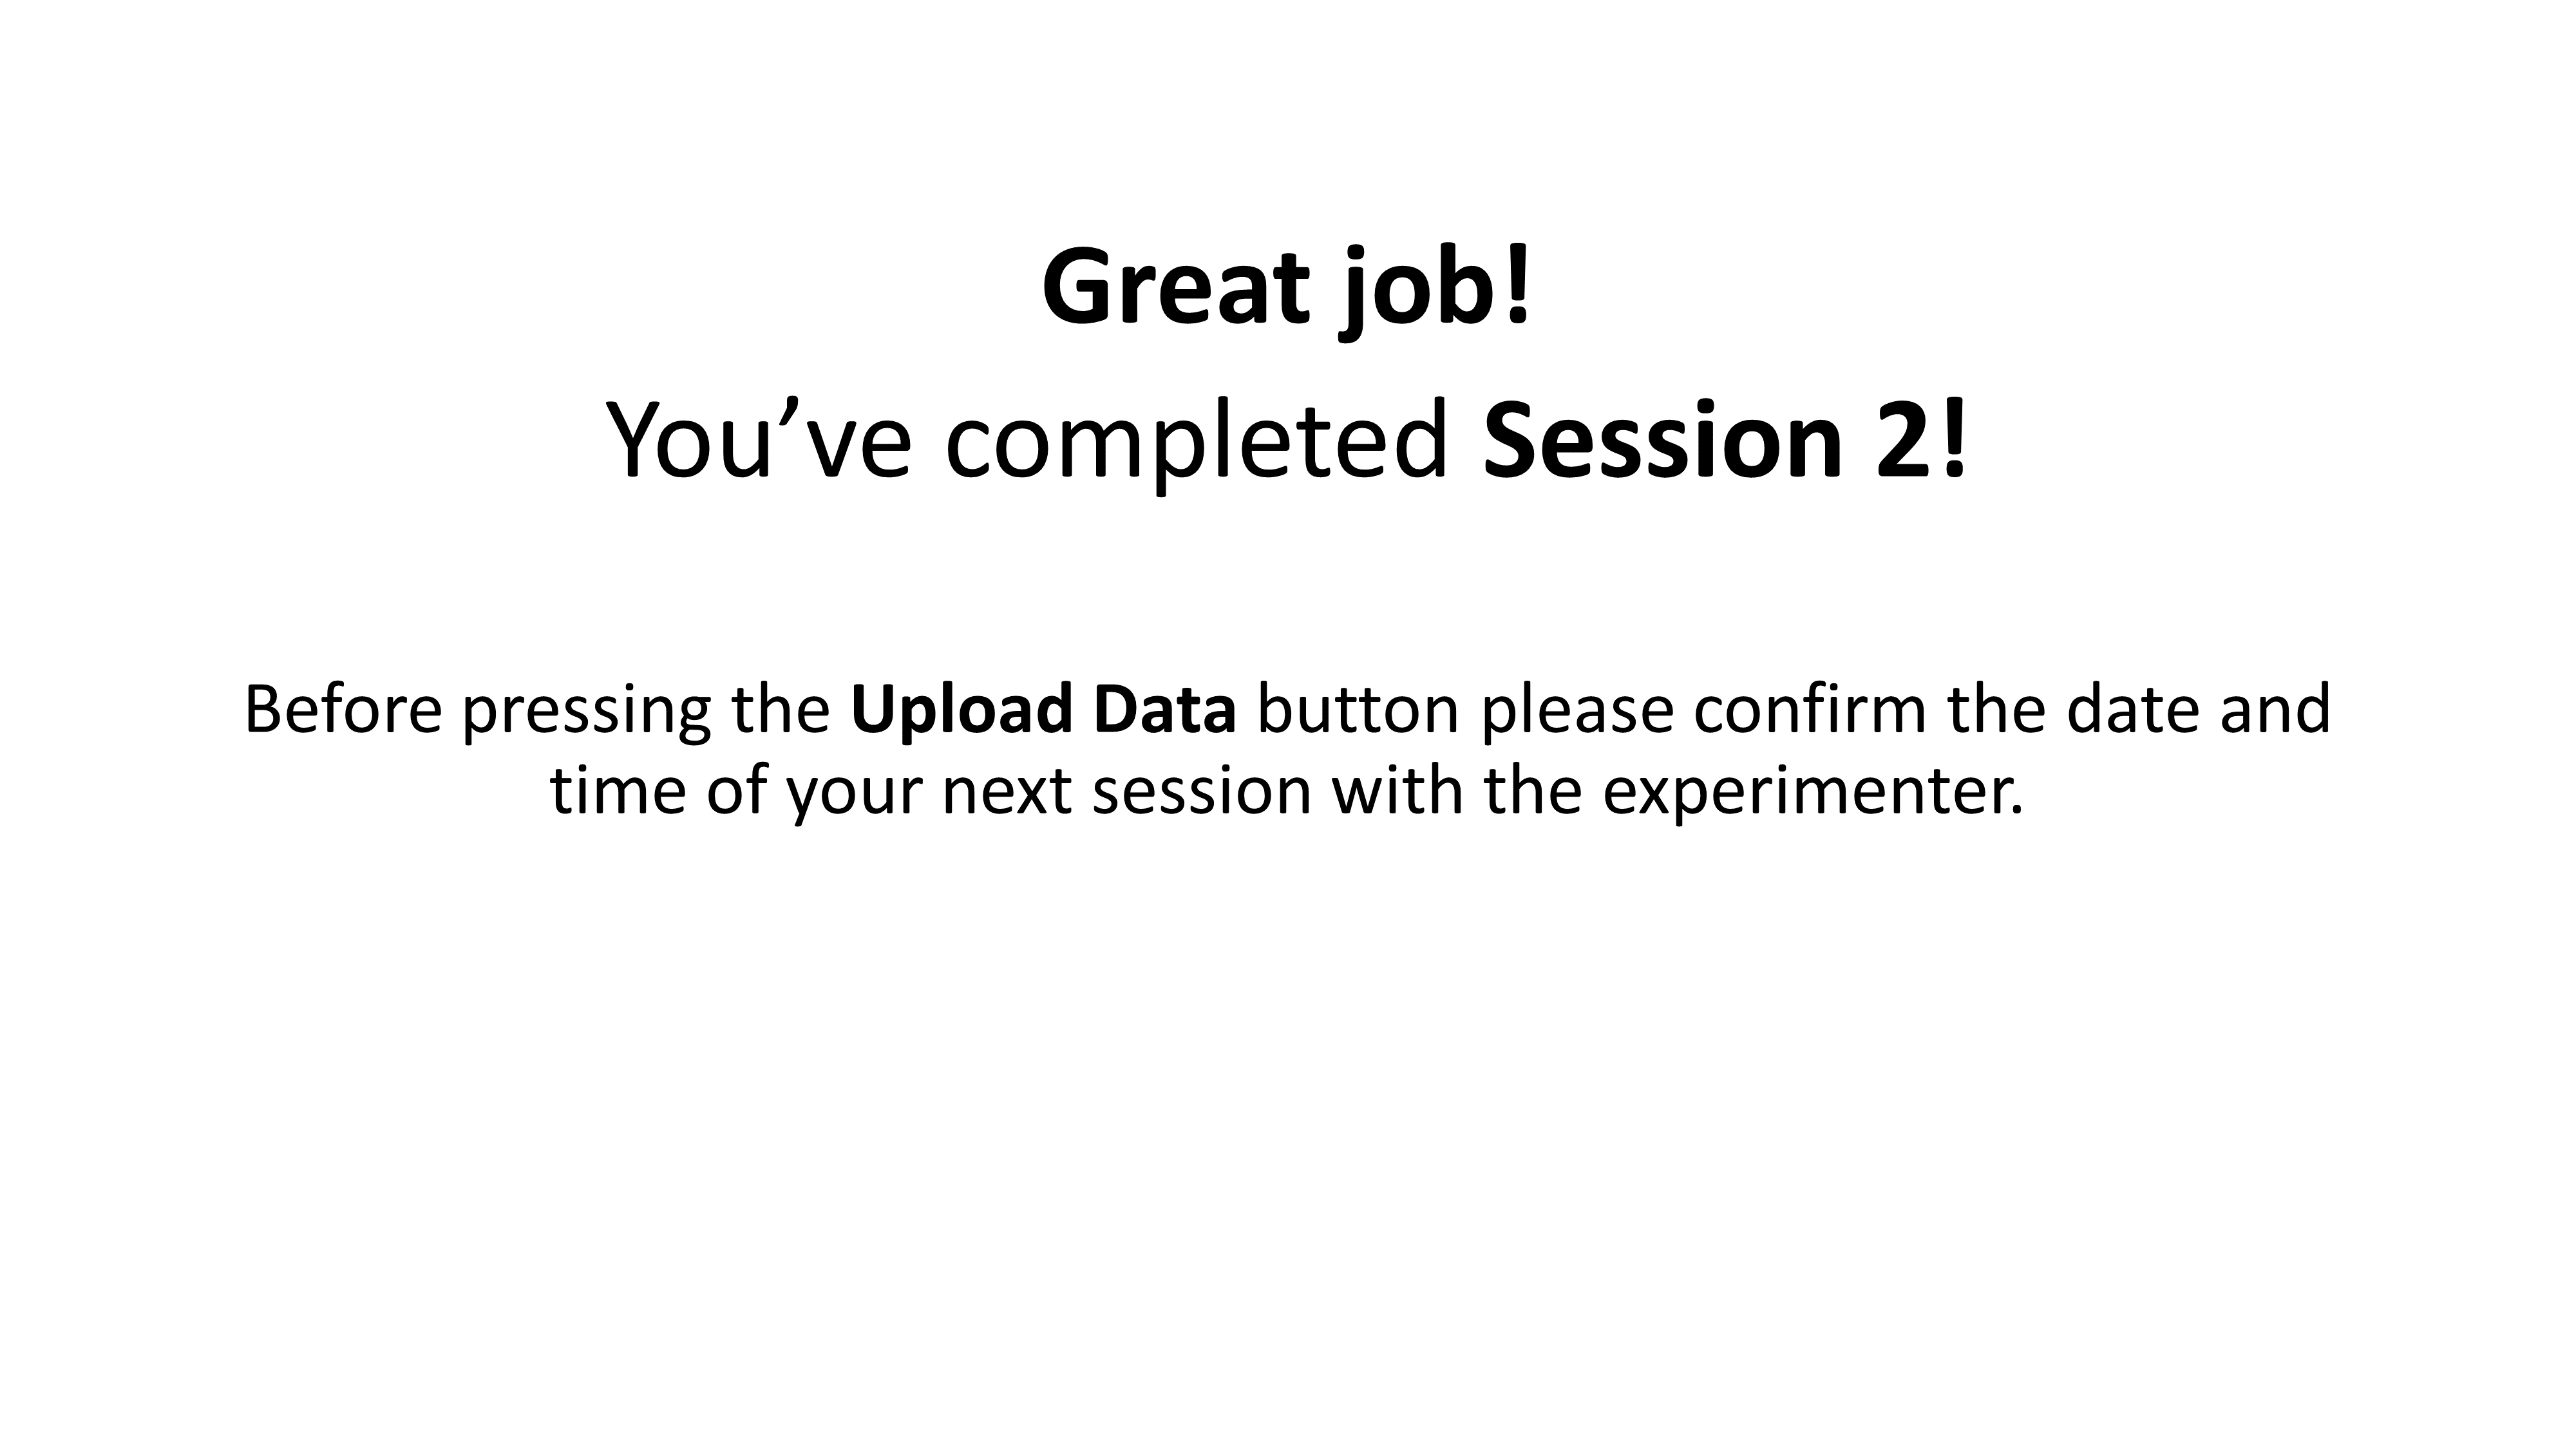 Great job!
You’ve completed Session 2!
Before pressing the Upload Data button please confirm the date and
time of your next session with the experimenter.